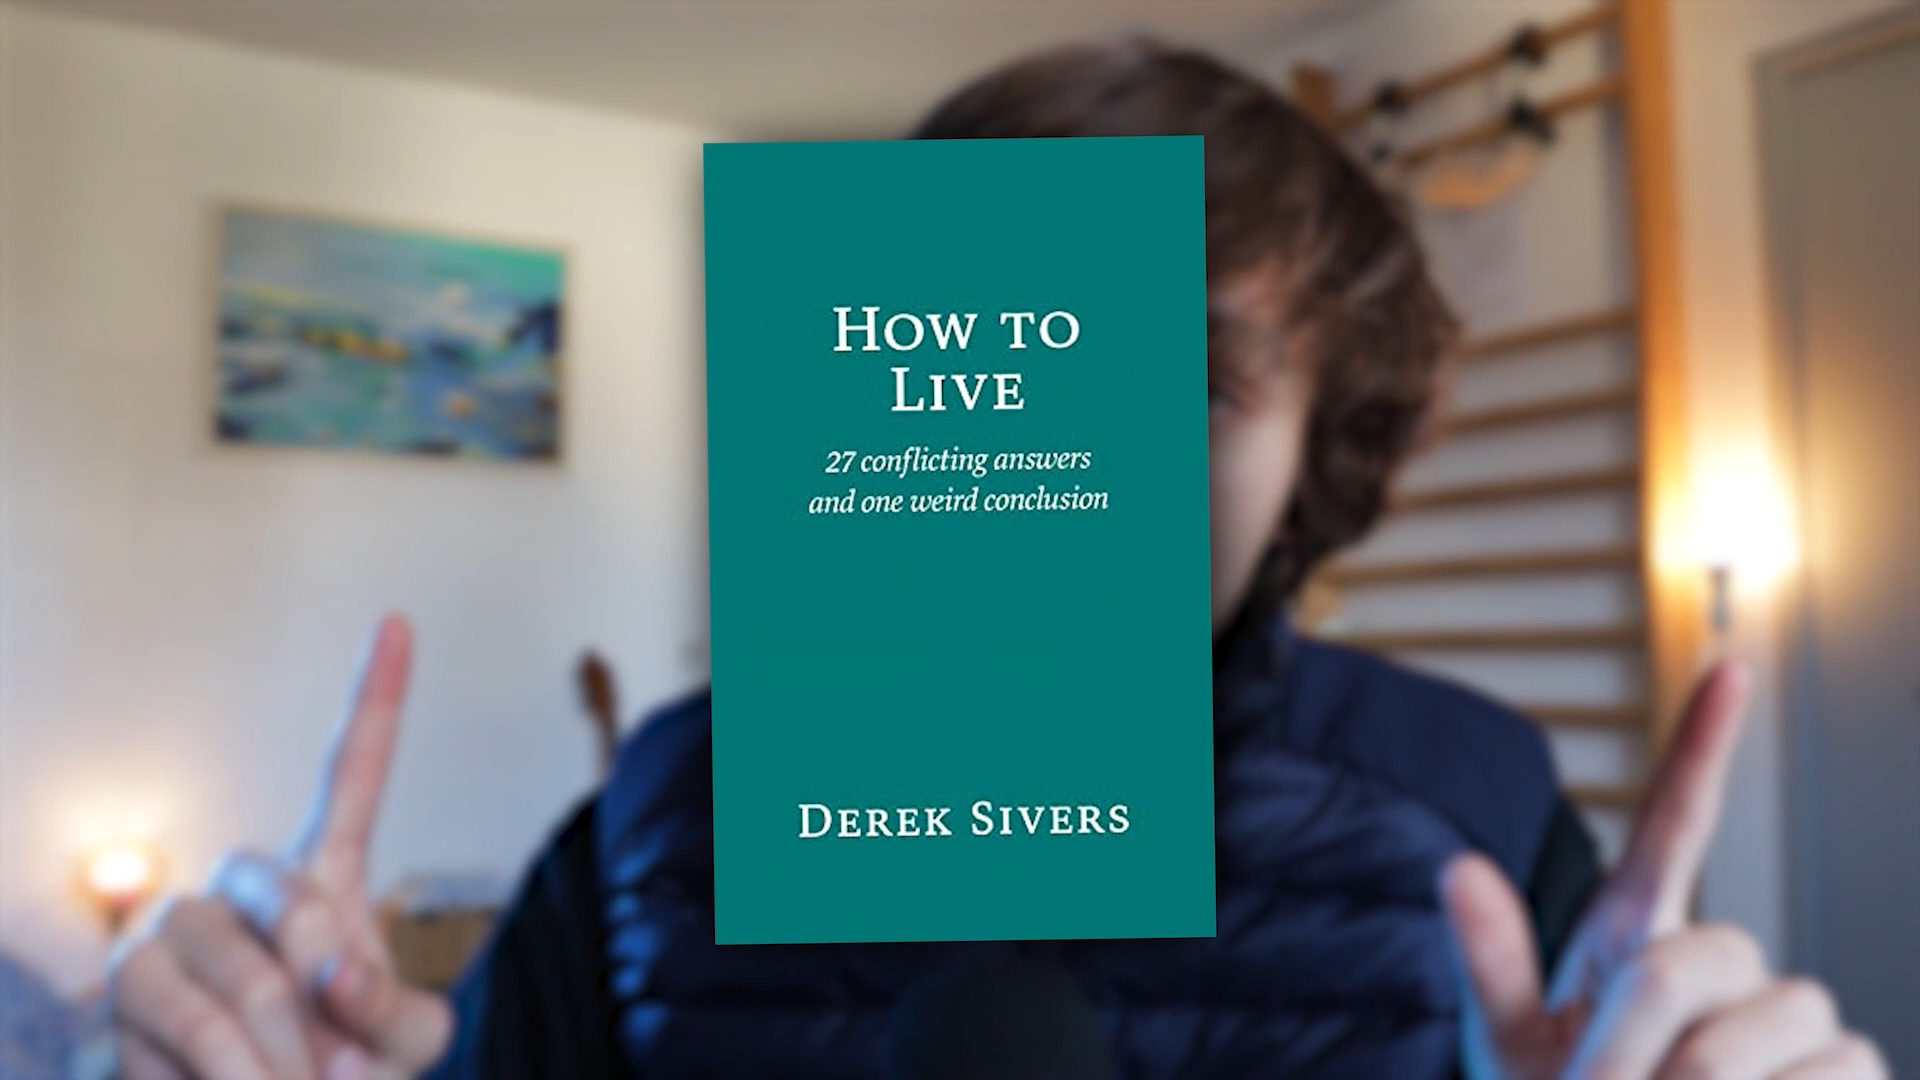 How to
Live
27 conflicting answers
and one weird conclusion
Derek Sivers